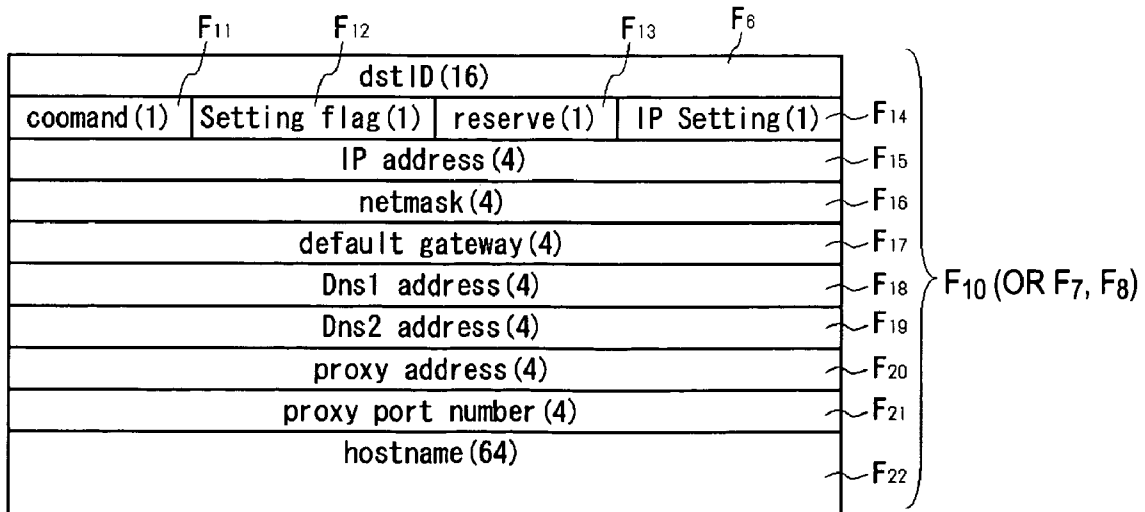 F11 F12 F13 F6
dstID(16)
coomand(1) Setting flag(1) reserve(1) IP Setting(1) F14
IP address(4) F15
netmask(4) F16
default gateway(4) F17
Dns1 address(4) F18
Dns2 address(4) F19
proxy address(4) F20
proxy port number(4) F21
hostname(64)
F22
F10 (OR F7, F8)